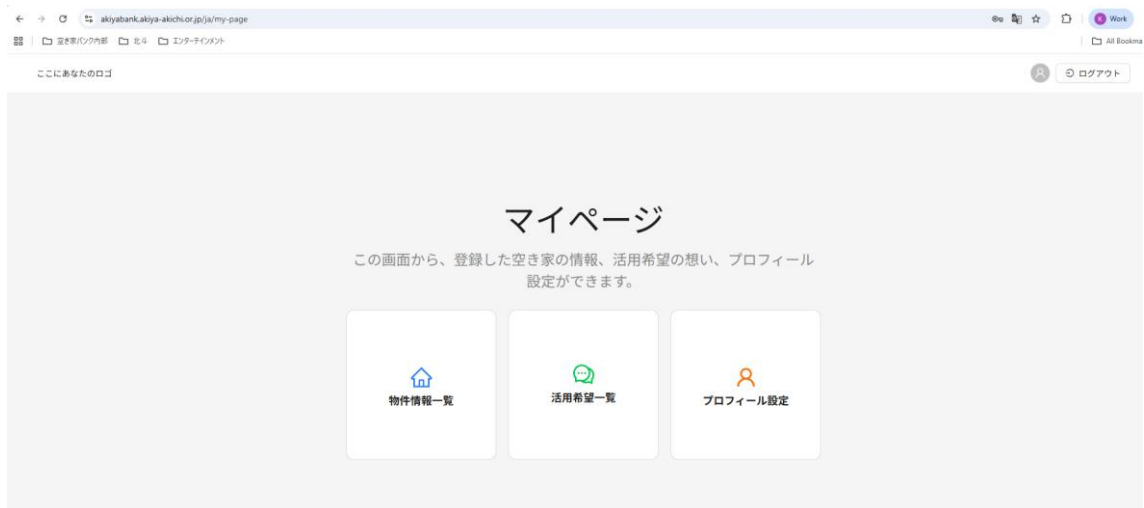 akiyabank.akiya-akichi.or.jp/ja/my-page
Work
空き家バンク内部 北斗 エンターテインメント
All Bookma
ここにあなたのロゴ
ログアウト
マイページ
この画面から、登録した空き家の情報、活用希望の想い、プロフィール
設定ができます。
物件情報一覧
活用希望一覧
プロフィール設定